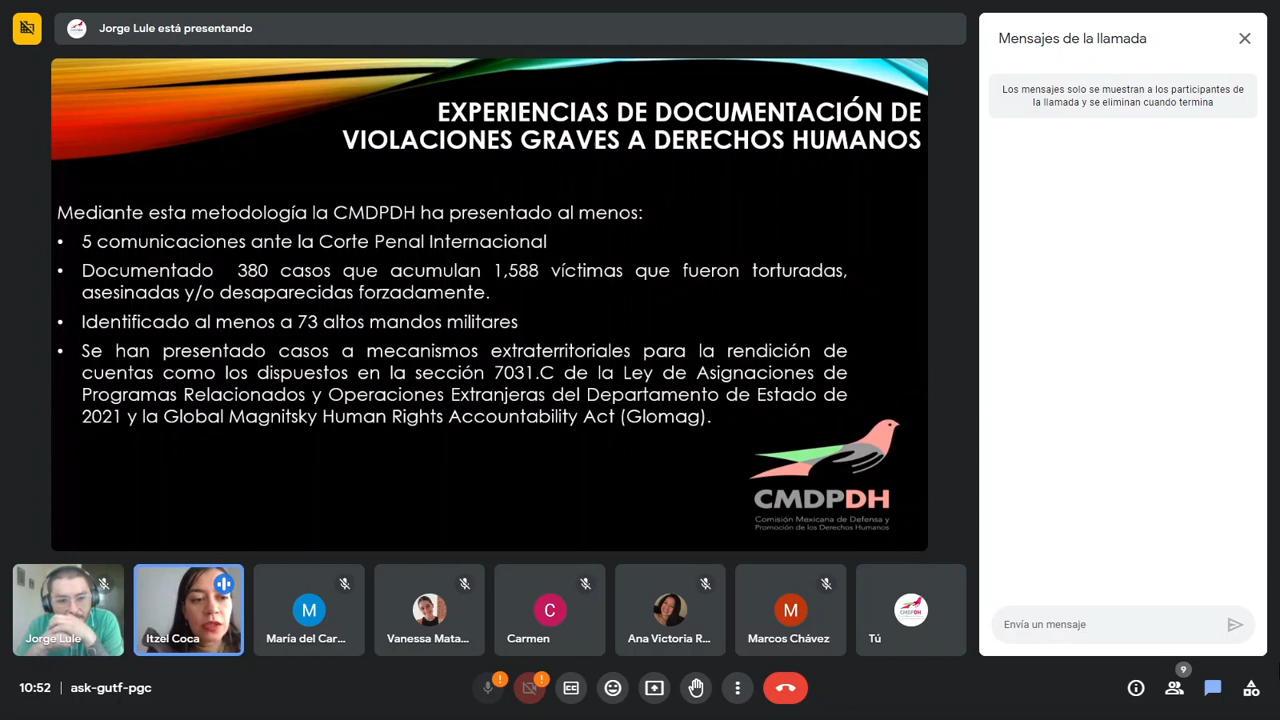 Jorge Lule está presentando
EXPERIENCIAS DE DOCUMENTACIÓN DE
VIOLACIONES GRAVES A DERECHOS HUMANOS
Mediante esta metodología la CMDPDH ha presentado al menos:
• 5 comunicaciones ante la Corte Penal Internacional
• Documentado 380 casos que acumulan 1,588 víctimas que fueron torturadas,
asesinadas y/o desaparecidas forzadamente.
• Identificado al menos a 73 altos mandos militares
• Se han presentado casos a mecanismos extraterritoriales para la rendición de
cuentas como los dispuestos en la sección 7031.C de la Ley de Asignaciones de
Programas Relacionados y Operaciones Extranjeras del Departamento de Estado de
2021 y la Global Magnitsky Human Rights Accountability Act (Glomag).
CMDPDH
Comisión Mexicana de Defensa y
Promoción de los Derechos Humanos
Jorge Lule
Itzel Coca
M
María del Car...
Vanessa Mata...
C
Carmen
Ana Victoria R...
M
Marcos Chávez
CMDPDH
Tú
10:52 | ask-gutf-pgc
9
Mensajes de la llamada
Los mensajes solo se muestran a los participantes de
la llamada y se eliminan cuando termina
Envía un mensaje